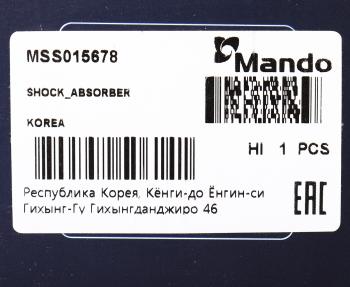 MSS015678
Mando
SHOCK_ABSORBER
KOREA
HI 1 PCS
Республика Корея, Кёнги-до Ёнгин-си
Гихынг-Гу Гихынгданджиро 46
EAC